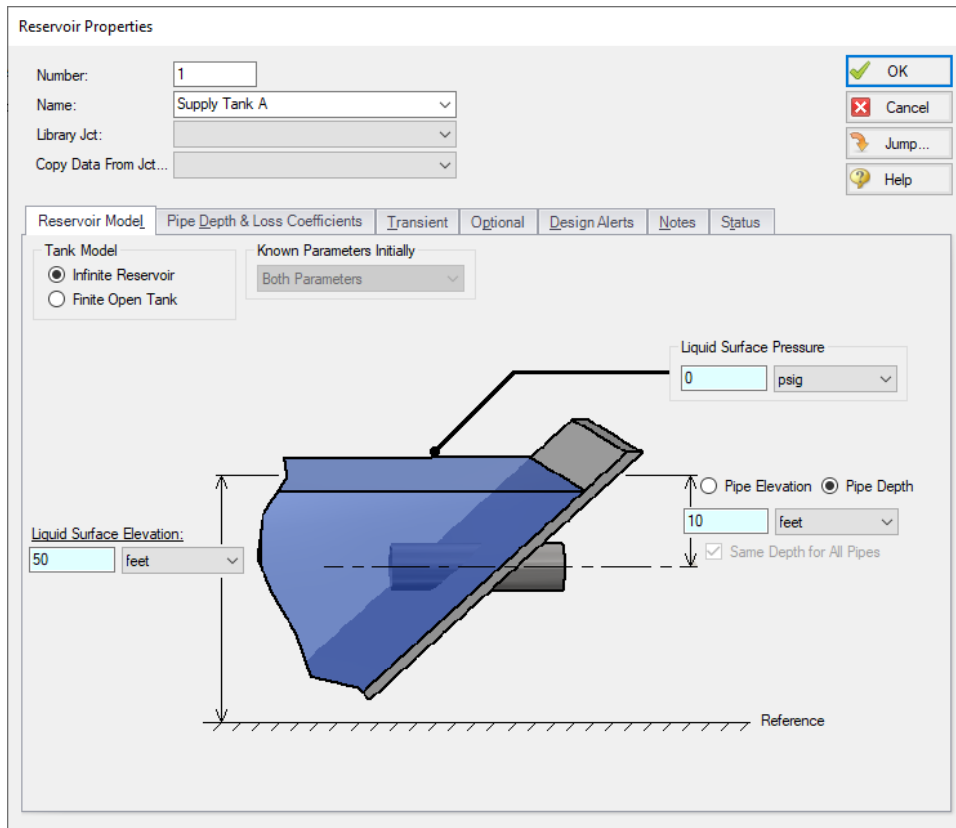 Reservoir Properties
Number: 1
Name: Supply Tank A
Library Jct:
Copy Data From Jct...
OK
Cancel
Jump...
Help
Reservoir Model Pipe Depth & Loss Coefficients Transient Optional Design Alerts Notes Status
Tank Model
Infinite Reservoir
Finite Open Tank
Known Parameters Initially
Both Parameters
Liquid Surface Pressure
0 psig
Pipe Elevation Pipe Depth
10 feet
Same Depth for All Pipes
Liquid Surface Elevation:
50 feet
Reference